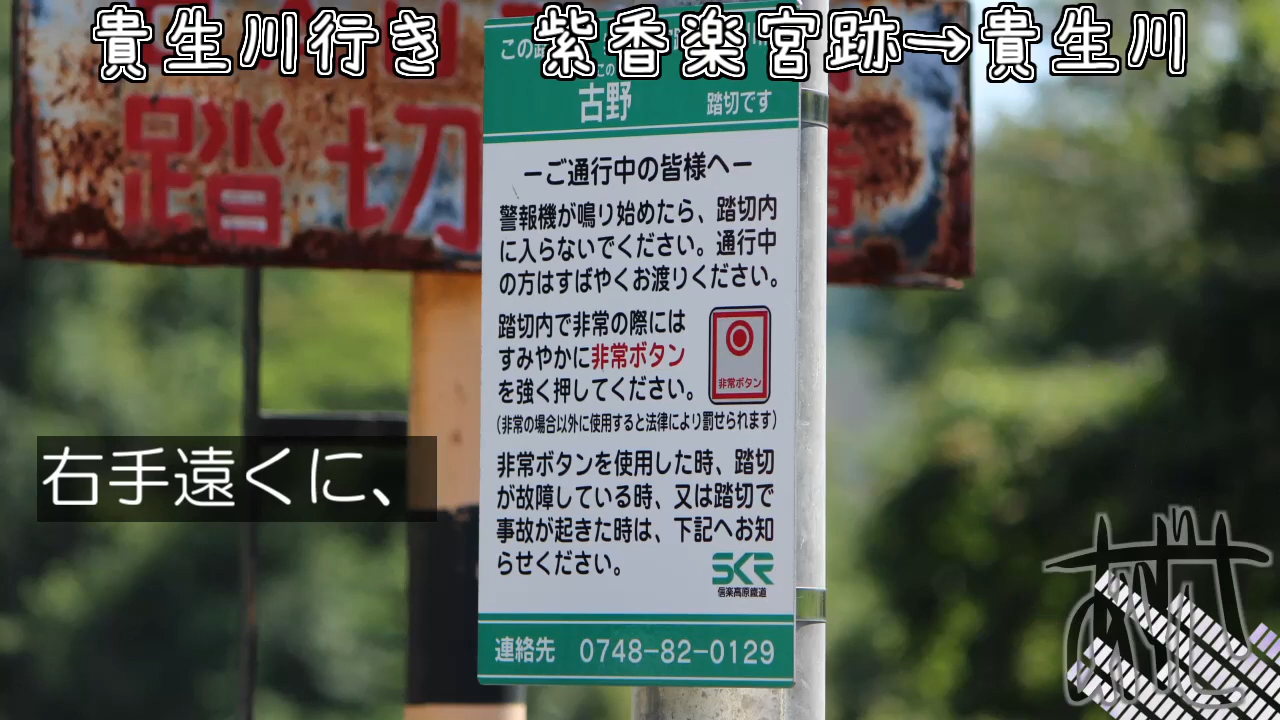 貴生川行き 紫香楽宮跡→貴生川
この
この
古野 踏切です
踏切
ーご通行中の皆様へー
警報機が鳴り始めたら、踏切内
に入らないでください。通行中
の方はすばやくお渡りください。
踏切内で非常の際には
すみやかに非常ボタン
を強く押してください。
非常ボタン
(非常の場合以外に使用すると法律により罰せられます)
右手遠くに、
非常ボタンを使用した時、踏切
が故障している時、又は踏切で
事故が起きた時は、下記へお知
らせください。
SKR
信楽高原鐵道
連絡先 0748-82-0129